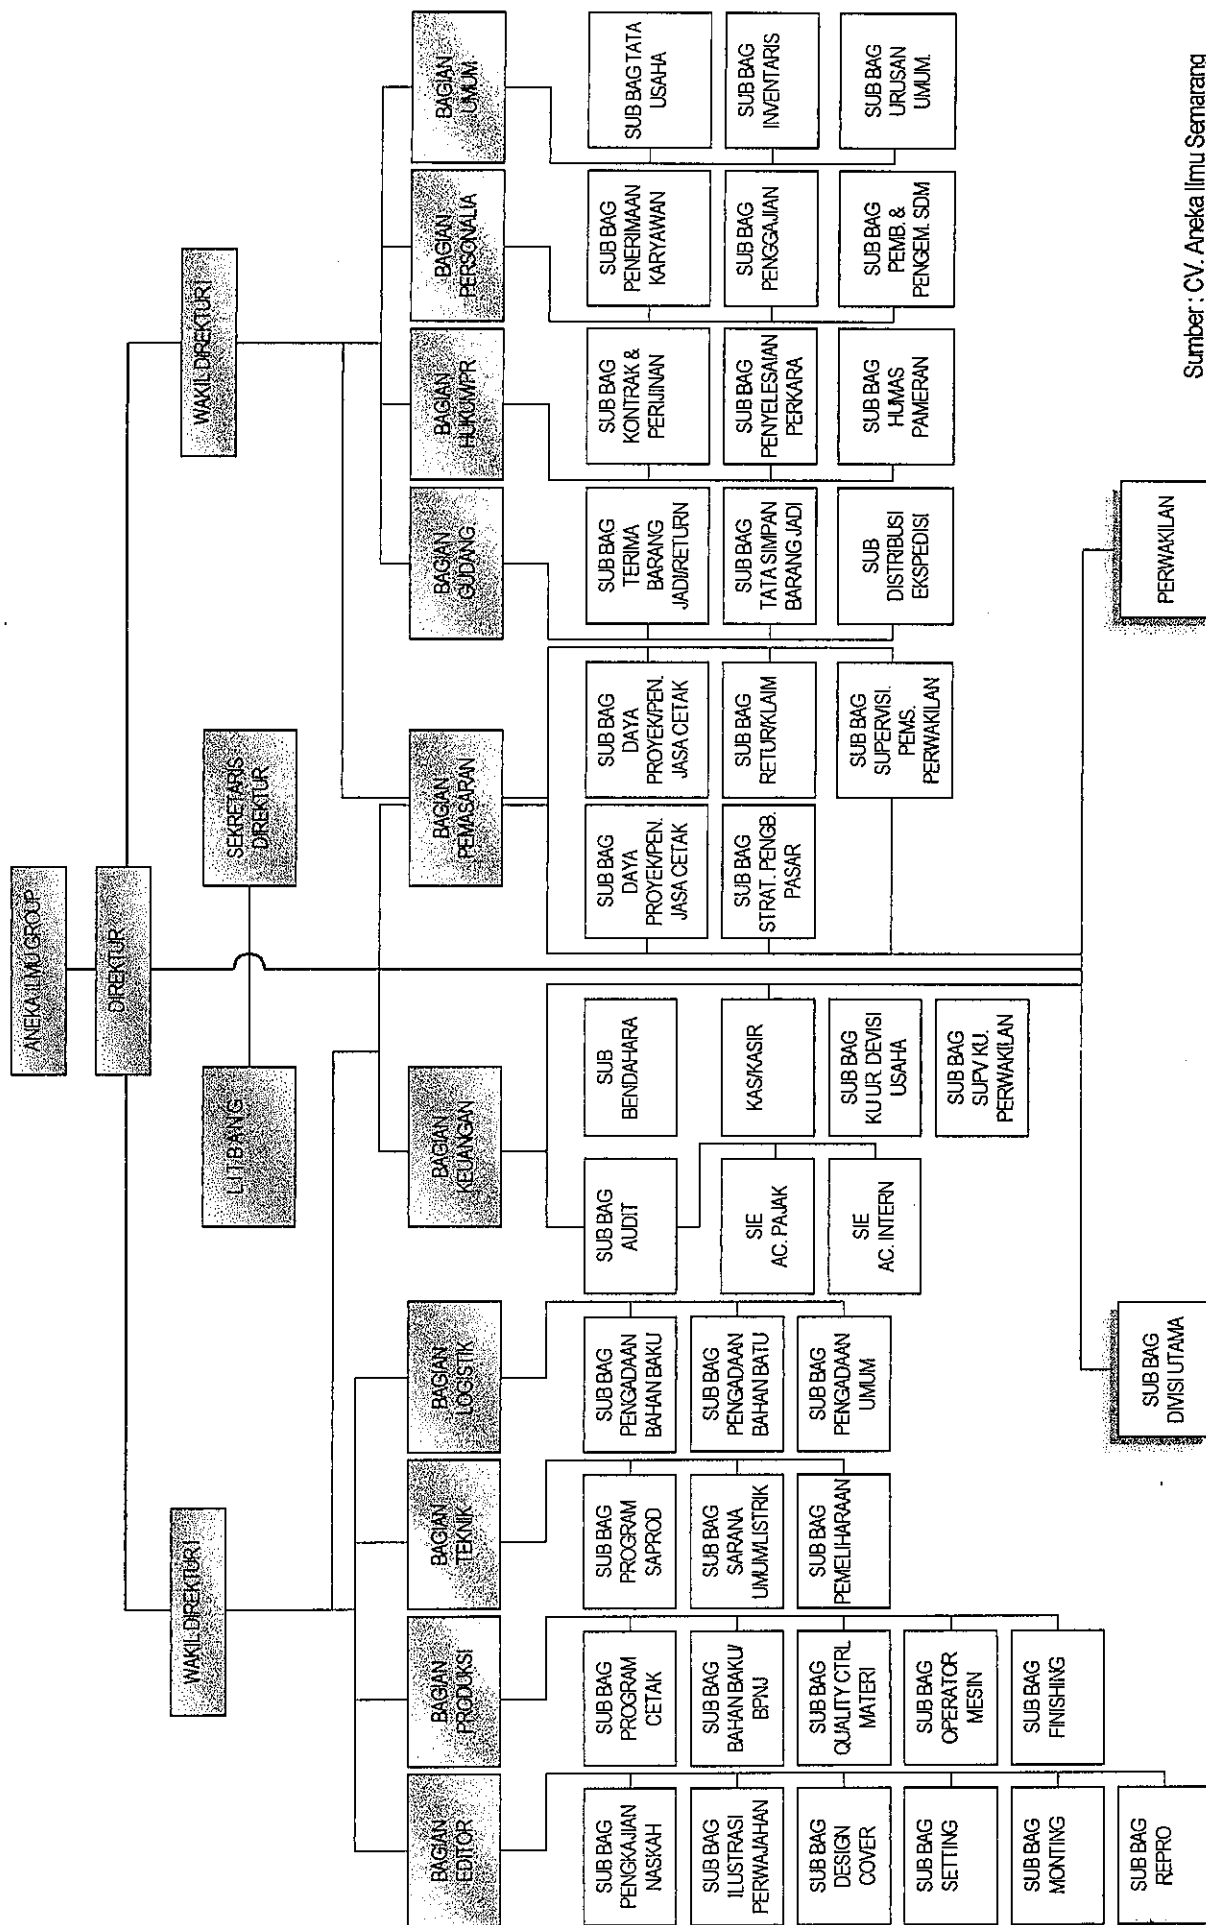 ANEKA ILMU GROUP
DIREKTUR
WAKIL DIREKTUR I
WAKIL DIREKTUR I
LITBANG
SEKRETARIS
DIREKTUR
BAGIAN
EDITOR
BAGIAN
PRODUKSI
BAGIAN
TEKNIK
BAGIAN
LOGISTIK
BAGIAN
KEUANGAN
BAGIAN
PEMASARAN
BAGIAN
GUDANG
BAGIAN
HUKUM/PR
BAGIAN
PERSONALIA
BAGIAN
UMUM
SUB BAG
PENGKAJIAN
NASKAH
SUB BAG
ILUSTRASI
PERWAJAHAN
SUB BAG
DESIGN
COVER
SUB BAG
SETTING
SUB BAG
MONTING
SUB BAG
REPRO
SUB BAG
PROGRAM
CETAK
SUB BAG
BAHAN BAKU/
BPNJ
SUB BAG
QUALITY CTRL
MATERI
SUB BAG
OPERATOR
MESIN
SUB BAG
FINISHING
SUB BAG
PROGRAM
SAPROD
SUB BAG
SARANA
UMUM/LISTRIK
SUB BAG
PEMELIHARAAN
SUB BAG
PENGADAAN
BAHAN BAKU
SUB BAG
PENGADAAN
BAHAN BATU
SUB BAG
PENGADAAN
UMUM
SUB BAG
AUDIT
SIE
AC. PAJAK
SIE
AC. INTERN
SUB
BENDAHARA
KAS/KASIR
SUB BAG
KU UR. DEVISI
USAHA
SUB BAG
SUPV KU.
PERWAKILAN
SUB BAG
DAYA
PROYEK/PEN.
JASA CETAK
SUB BAG
STRAT. PENGB.
PASAR
SUB BAG
DAYA
PROYEK/PEN.
JASA CETAK
SUB BAG
RETUR/KLAIM
SUB BAG
SUPERVISI.
PEMS.
PERWAKILAN
SUB BAG
TERIMA
BARANG
JADI/RETURN
SUB BAG
TATA SIMPAN
BARANG JADI
SUB
DISTRIBUSI
EKSPEDISI
SUB BAG
KONTRAK &
PERIJINAN
SUB BAG
PENYELESAIAN
PERKARA
SUB BAG
HUMAS
PAMERAN
SUB BAG
PENERIMAAN
KARYAWAN
SUB BAG
PENGGAJIAN
SUB BAG
PEMB. &
PENGEM. SDM
SUB BAG TATA
USAHA
SUB BAG
INVENTARIS
SUB BAG
URUSAN
UMUM.
SUB BAG
DIVISI UTAMA
PERWAKILAN
Sumber : CV. Aneka Ilmu Semarang